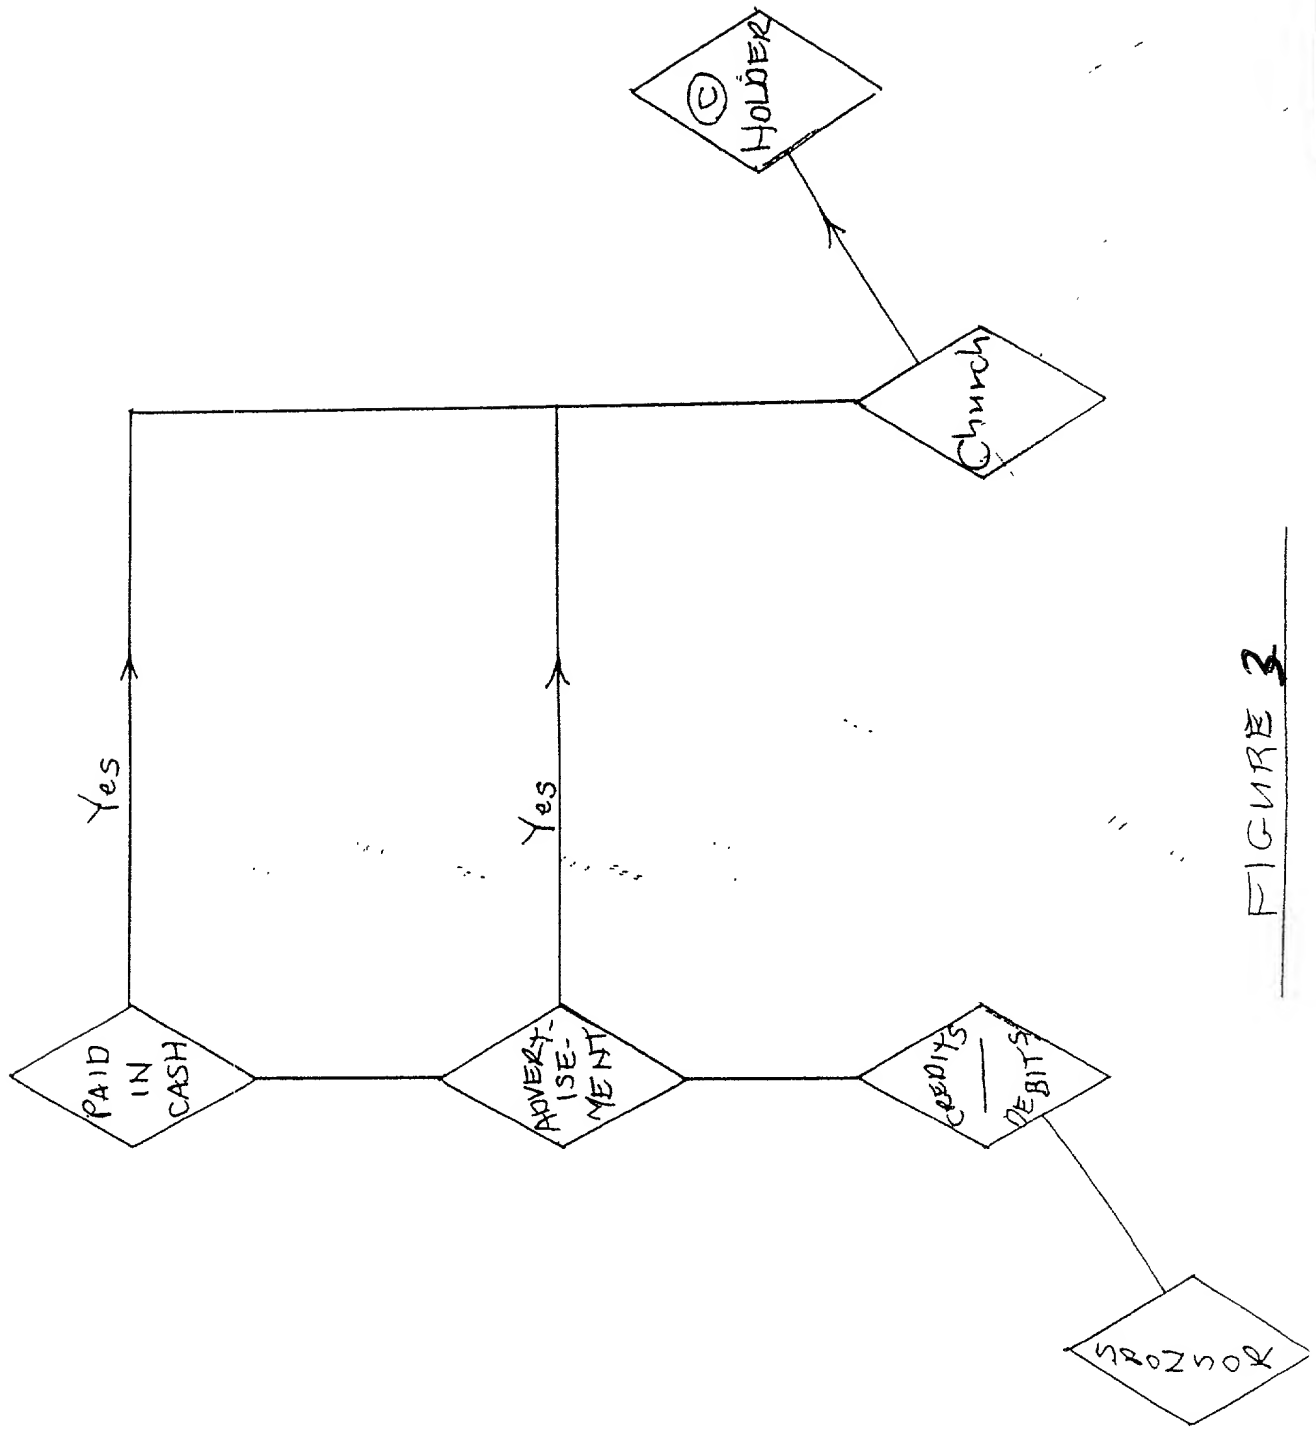 PAID
IN
CASH
Yes
ADVERT-
ISE-
MENT
Yes
©
HOLDER
CREDITS
DEBITS
Church
SPONSOR
FIGURE 3